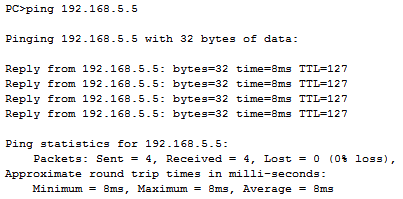 PC>ping 192.168.5.5
Pinging 192.168.5.5 with 32 bytes of data:
Reply from 192.168.5.5: bytes=32 time=8ms TTL=127
Reply from 192.168.5.5: bytes=32 time=8ms TTL=127
Reply from 192.168.5.5: bytes=32 time=8ms TTL=127
Reply from 192.168.5.5: bytes=32 time=8ms TTL=127
Ping statistics for 192.168.5.5:
Packets: Sent = 4, Received = 4, Lost = 0 (0% loss),
Approximate round trip times in milli-seconds:
Minimum = 8ms, Maximum = 8ms, Average = 8ms